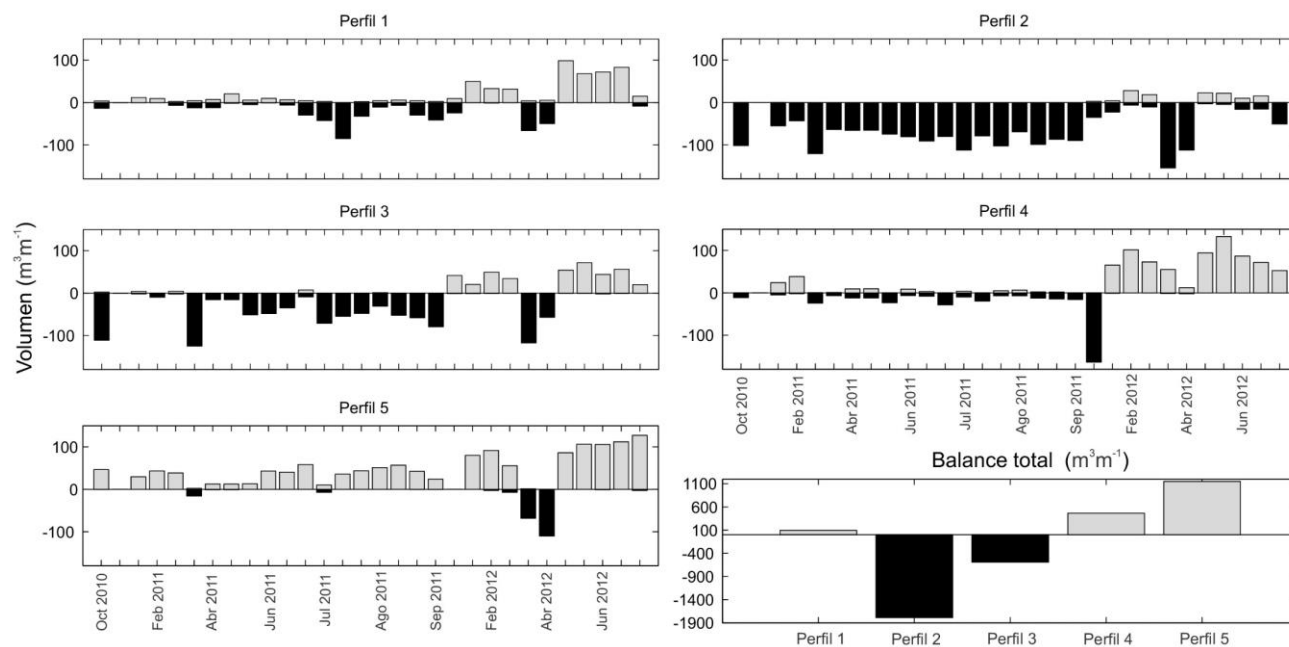 Perfil 1
100
0
-100
Perfil 2
100
0
-100
Volumen (m³m⁻¹)
Perfil 3
100
0
-100
Perfil 4
100
0
-100
Oct 2010
Feb 2011
Abr 2011
Jun 2011
Jul 2011
Ago 2011
Sep 2011
Feb 2012
Abr 2012
Jun 2012
Perfil 5
100
0
-100
Oct 2010
Feb 2011
Abr 2011
Jun 2011
Jul 2011
Ago 2011
Sep 2011
Feb 2012
Abr 2012
Jun 2012
Balance total (m³m⁻¹)
1100
600
100
-400
-900
-1400
-1900
Perfil 1
Perfil 2
Perfil 3
Perfil 4
Perfil 5